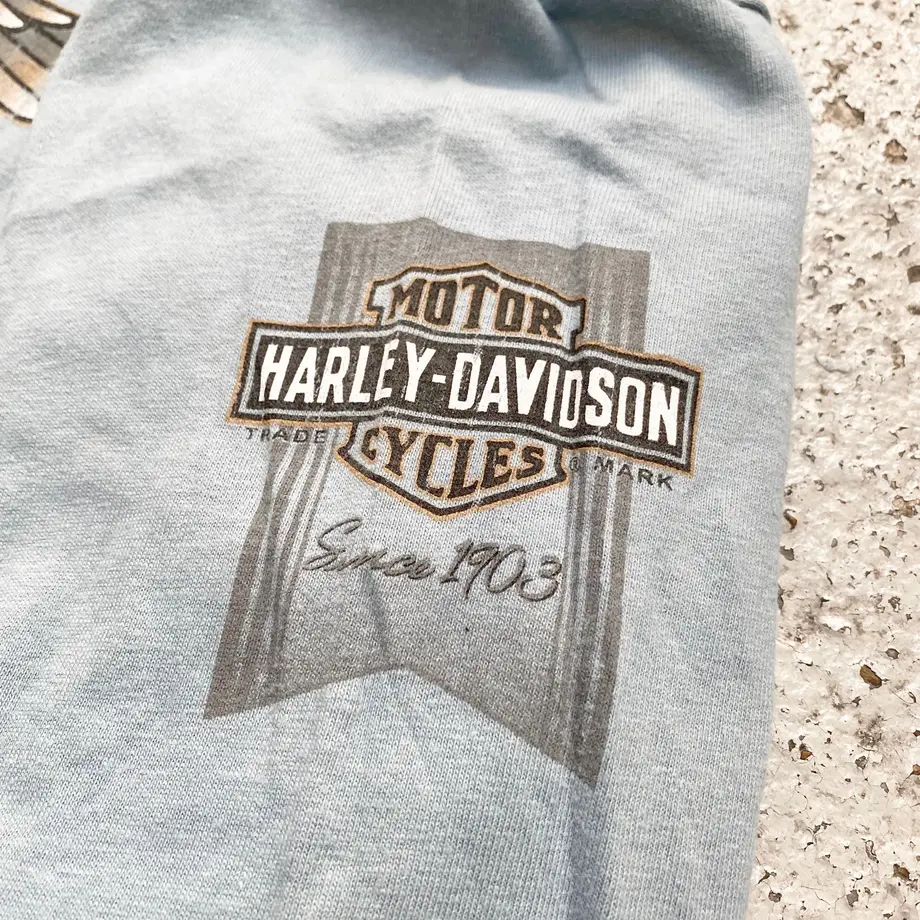 MOTOR
HARLEY-DAVIDSON
TRADE ® MARK
CYCLES
Since 1903